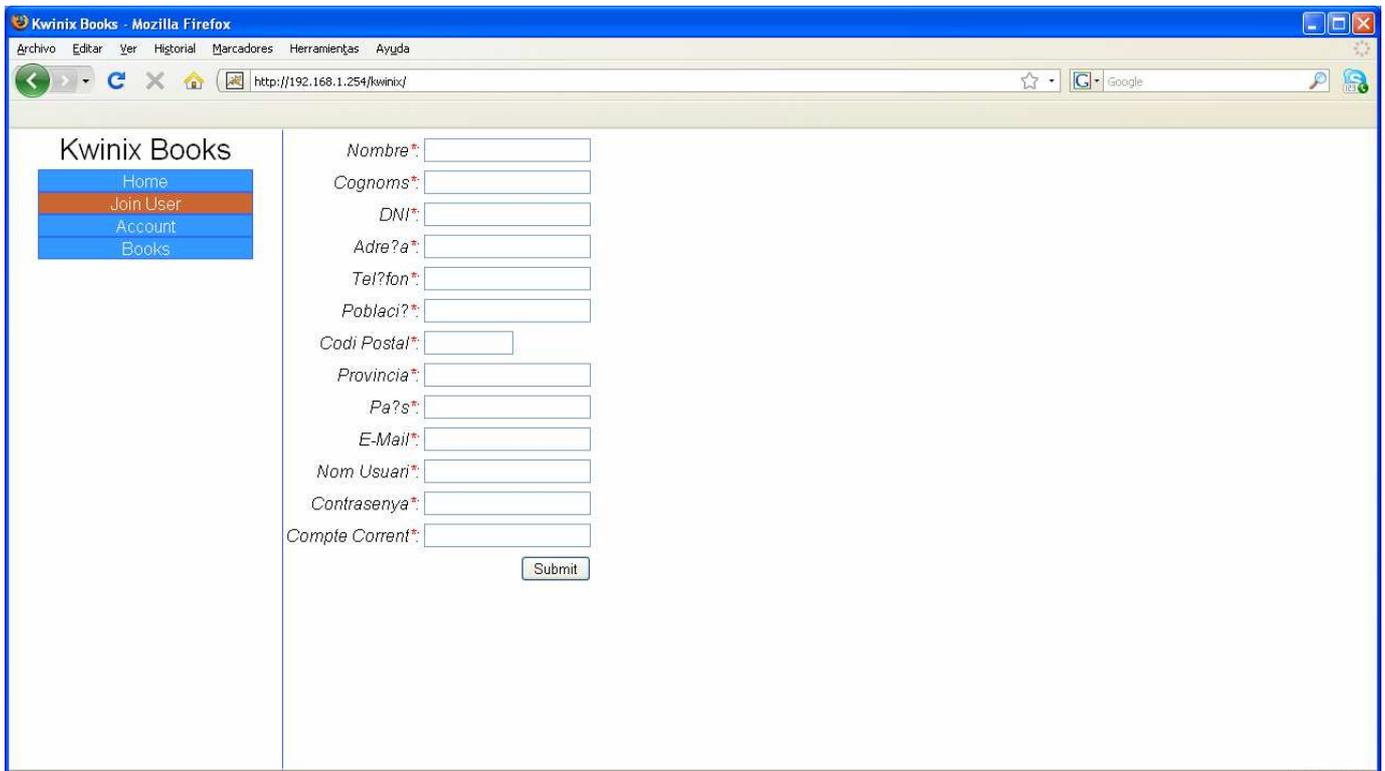 Kwinix Books - Mozilla Firefox
Archivo Editar Ver Historial Marcadores Herramientas Ayuda
http://192.168.1.254/kwinix/
G Google
123
Kwinix Books
Home
Join User
Account
Books
Nombre*:
Cognoms*:
DNI*:
Adre?a*:
Tel?fon*:
Poblaci?*:
Codi Postal*:
Provincia*:
Pa?s*:
E-Mail*:
Nom Usuari*:
Contrasenya*:
Compte Corrent*:
Submit